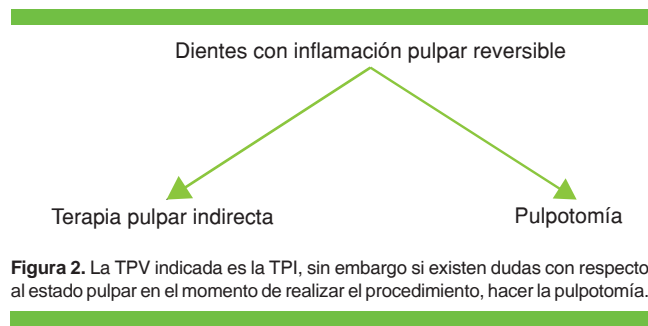 Dientes con inflamación pulpar reversible
Terapia pulpar indirecta
Pulpotomía
Figura 2. La TPV indicada es la TPI, sin embargo si existen dudas con respecto
al estado pulpar en el momento de realizar el procedimiento, hacer la pulpotomía.